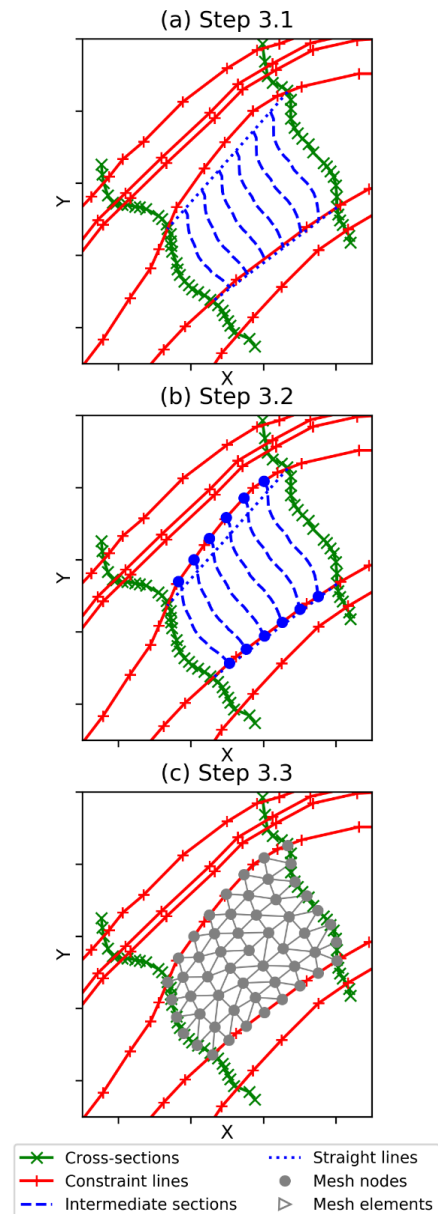 (a) Step 3.1
Y
X
(b) Step 3.2
Y
X
(c) Step 3.3
Y
X
Cross-sections
Constraint lines
Intermediate sections
Straight lines
Mesh nodes
Mesh elements